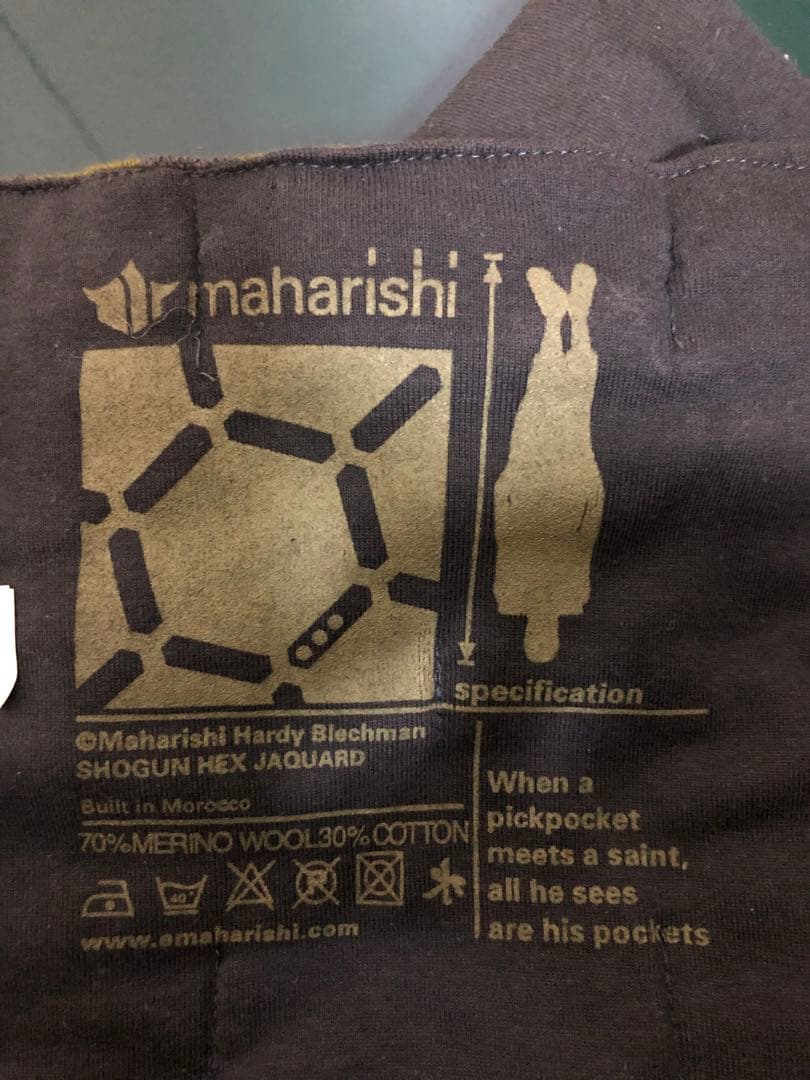 maharishi
specification
©Maharishi Hardy Blechman
SHOGUN HEX JAQUARD
Built in Morocco
70%MERINO WOOL30%COTTON
40°
www.emaharishi.com
When a
pickpocket
meets a saint,
all he sees
are his pockets